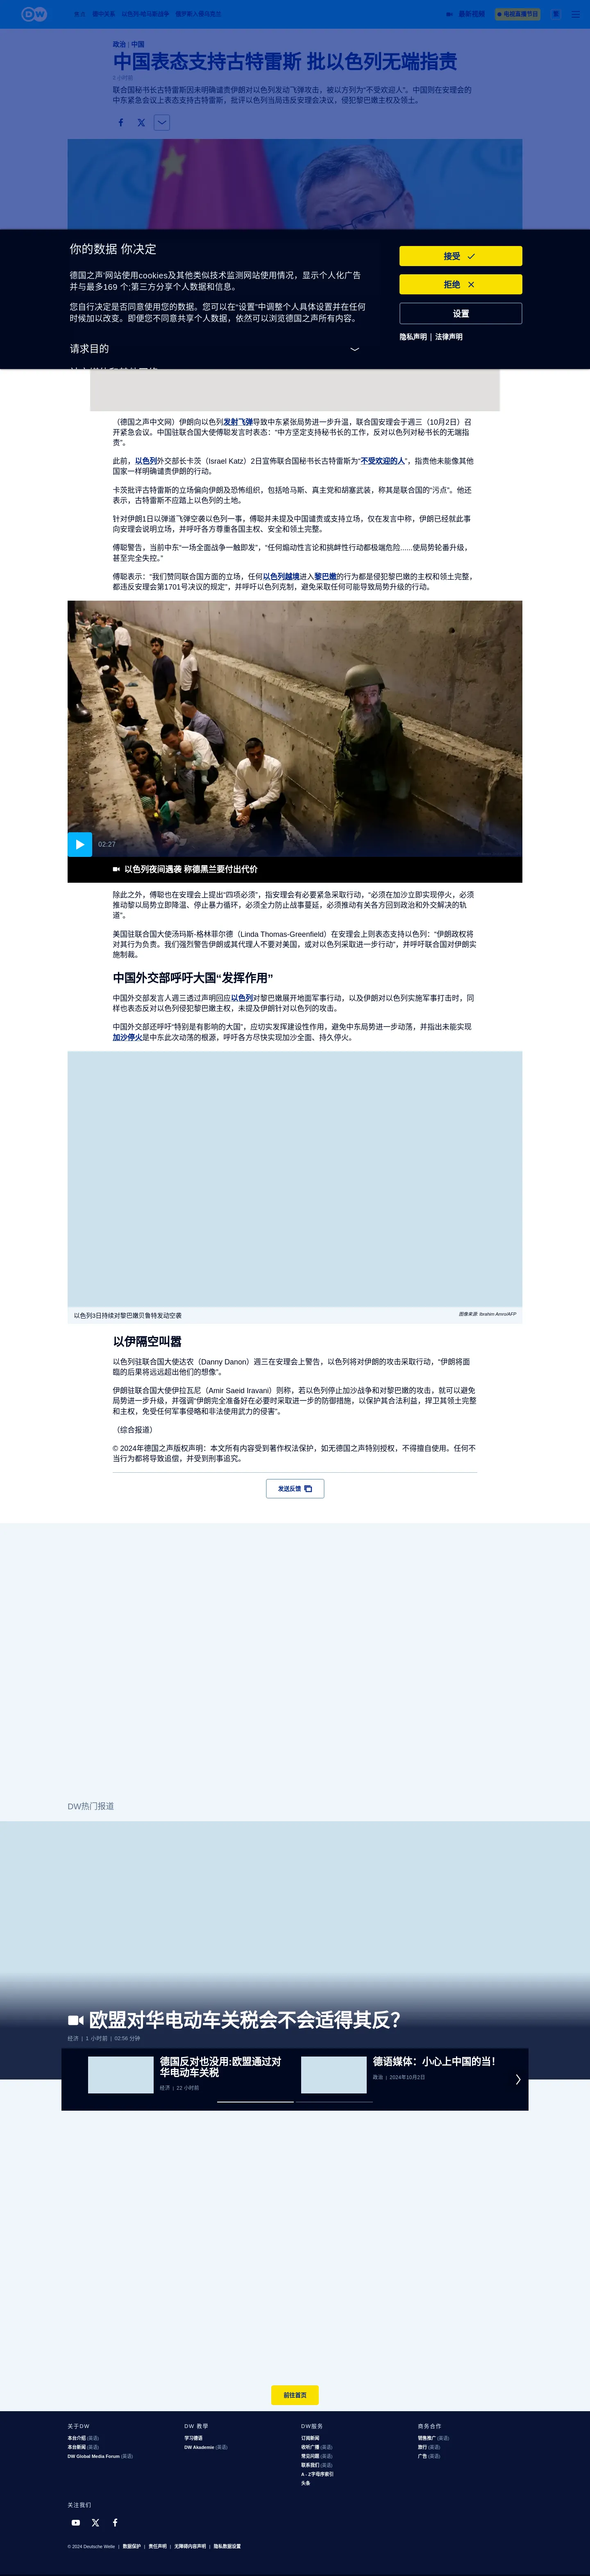 DW
最新视频
电视直播节目
政治 | 中国
中国表态支持古特雷斯 批以色列无端指责
联合国秘书长古特雷斯因未明确谴责伊朗对以色列发动飞弹攻击，被以方列为“不受欢迎人”。中国则在安理会的
中东紧急会议上表态支持古特雷斯，批评以色列当局违反安理会决议，侵犯黎巴嫩主权及领土。
你的数据 你决定
德国之声'网站使用cookies及其他类似技术监测网站使用情况，显示个人化广告
并与最多169 个;第三方分享个人数据和信息。
您自行决定是否同意使用您的数据。您可以在"设置"中调整个人具体设置并在任何
时候加以改变。即便您不同意共享个人数据，依然可以浏览德国之声所有内容。
请求目的
接受
拒绝
设置
隐私声明 | 法律声明
（德国之声中文网）伊朗向以色列发射飞弹导致中东紧张局势进一步升温，联合国安理会于週三（10月2日）召
开紧急会议。中国驻联合国大使傅聪发言时表态：“中方坚定支持秘书长的工作，反对以色列对秘书长的无端指
责”。
此前，以色列外交部长卡茨（Israel Katz）2日宣佈联合国秘书长古特雷斯为“不受欢迎的人”，指责他未能像其他
国家一样明确谴责伊朗的行动。
卡茨批评古特雷斯的立场偏向伊朗及恐怖组织，包括哈马斯、真主党和胡塞武装，称其是联合国的“污点”。他还
表示，古特雷斯不应踏上以色列的土地。
针对伊朗1日以弹道飞弹空袭以色列一事，傅聪并未提及中国谴责或支持立场，仅在发言中称，伊朗已经就此事
向安理会说明立场，并呼吁各方尊重各国主权、安全和领土完整。
傅聪警告，当前中东“一场全面战争一触即发”，“任何煽动性言论和挑衅性行动都极端危险......使局势轮番升级，
甚至完全失控。”
傅聪表示：“我们赞同联合国方面的立场，任何以色列越境进入黎巴嫩的行为都是侵犯黎巴嫩的主权和领土完整，
都违反安理会第1701号决议的规定”，并呼吁以色列克制，避免采取任何可能导致局势升级的行动。
02:27
以色列夜间遇袭 称德黑兰要付出代价
除此之外，傅聪也在安理会上提出“四项必须”，指安理会有必要紧急采取行动，“必须在加沙立即实现停火，必须
推动黎以局势立即降温、停止暴力循环，必须全力防止战事蔓延，必须推动有关各方回到政治和外交解决的轨
道”。
美国驻联合国大使汤玛斯-格林菲尔德（Linda Thomas-Greenfield）在安理会上则表态支持以色列：“伊朗政权将
对其行为负责。我们强烈警告伊朗或其代理人不要对美国，或对以色列采取进一步行动”，并呼吁联合国对伊朗实
施制裁。
中国外交部呼吁大国“发挥作用”
中国外交部发言人週三透过声明回应以色列对黎巴嫩展开地面军事行动，以及伊朗对以色列实施军事打击时，同
样也表态反对以色列侵犯黎巴嫩主权，未提及伊朗针对以色列的攻击。
中国外交部还呼吁“特别是有影响的大国”，应切实发挥建设性作用，避免中东局势进一步动荡，并指出未能实现
加沙停火是中东此次动荡的根源，呼吁各方尽快实现加沙全面、持久停火。
以色列3日持续对黎巴嫩贝鲁特发动空袭
图像来源: Ibrahim Amro/AFP
以伊隔空叫嚣
以色列驻联合国大使达农（Danny Danon）週三在安理会上警告，以色列将对伊朗的攻击采取行动，“伊朗将面
临的后果将远远超出他们的想像”。
伊朗驻联合国大使伊拉瓦尼（Amir Saeid Iravani）则称，若以色列停止加沙战争和对黎巴嫩的攻击，就可以避免
局势进一步升级，并强调“伊朗完全准备好在必要时采取进一步的防御措施，以保护其合法利益，捍卫其领土完整
和主权，免受任何军事侵略和非法使用武力的侵害”。
（综合报道）
© 2024年德国之声版权声明：本文所有内容受到著作权法保护，如无德国之声特别授权，不得擅自使用。任何不
当行为都将导致追偿，并受到刑事追究。
发送反馈
DW热门报道
欧盟对华电动车关税会不会适得其反？
经济 | 1 小时前 | 02:56 分钟
德国反对也没用:欧盟通过对
华电动车关税
经济 | 22 小时前
德语媒体：小心上中国的当！
政治 | 2024年10月2日
前往首页
关于DW
本台介绍 (英语)
本台新闻 (英语)
DW Global Media Forum (英语)
DW 教學
学习德语
DW Akademie (英语)
DW服务
订阅新闻
收听广播 (英语)
常见问题 (英语)
联系我们 (英语)
A - Z字母序索引
头条
商务合作
销售推广 (英语)
旅行 (英语)
广告 (英语)
关注我们
© 2024 Deutsche Welle | 数据保护 | 责任声明 | 无障碍内容声明 | 隐私数据设置